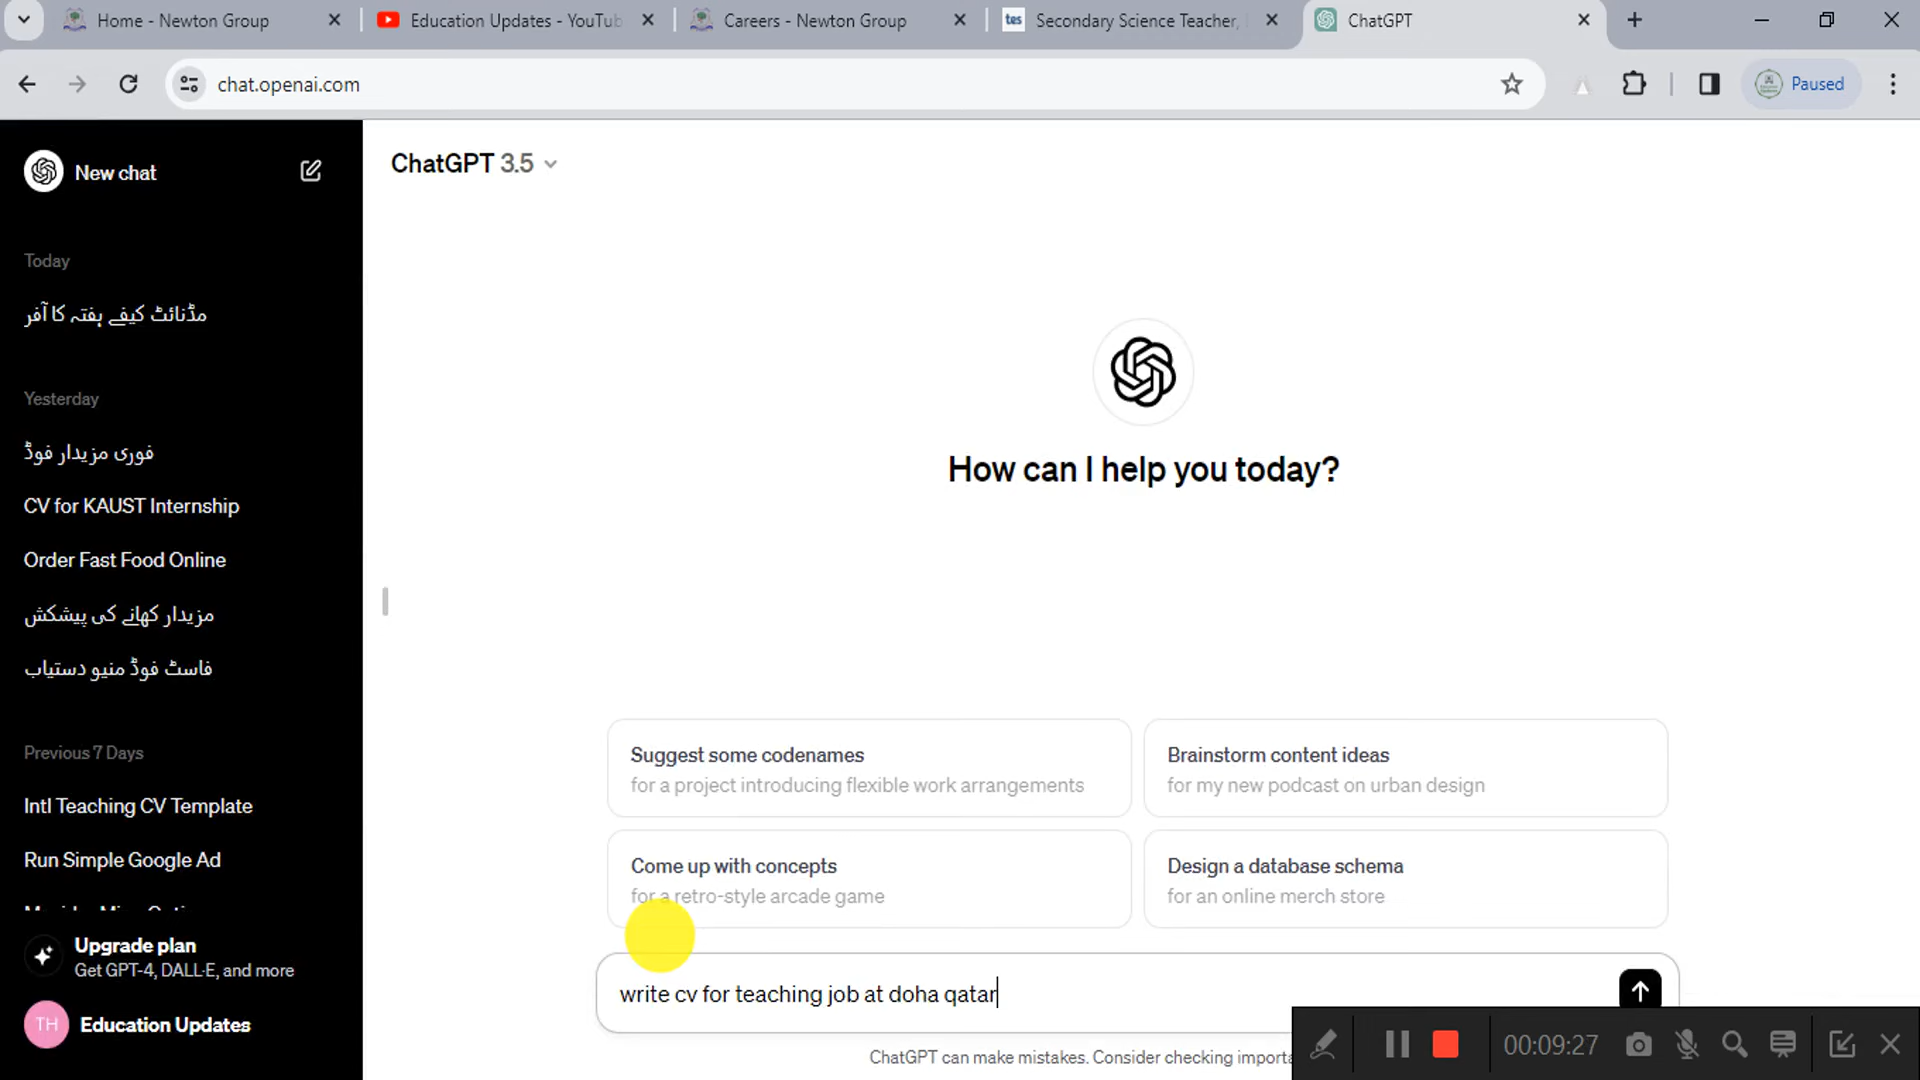 Home - Newton Group
Education Updates - YouTub
Careers - Newton Group
tes
Secondary Science Teacher,
ChatGPT
chat.openai.com
Paused
New chat
Today
مڈنائٹ کیفے ہفتہ کا آفر
Yesterday
فوری مزیدار فوڈ
CV for KAUST Internship
Order Fast Food Online
مزیدار کھانے کی پیشکش
فاسٹ فوڈ منیو دستیاب
Previous 7 Days
Intl Teaching CV Template
Run Simple Google Ad
Upgrade plan
Get GPT-4, DALL·E, and more
TH
Education Updates
ChatGPT 3.5
How can I help you today?
Suggest some codenames
for a project introducing flexible work arrangements
Brainstorm content ideas
for my new podcast on urban design
Come up with concepts
for a retro-style arcade game
Design a database schema
for an online merch store
write cv for teaching job at doha qatar
ChatGPT can make mistakes. Consider checking importa
00:09:27